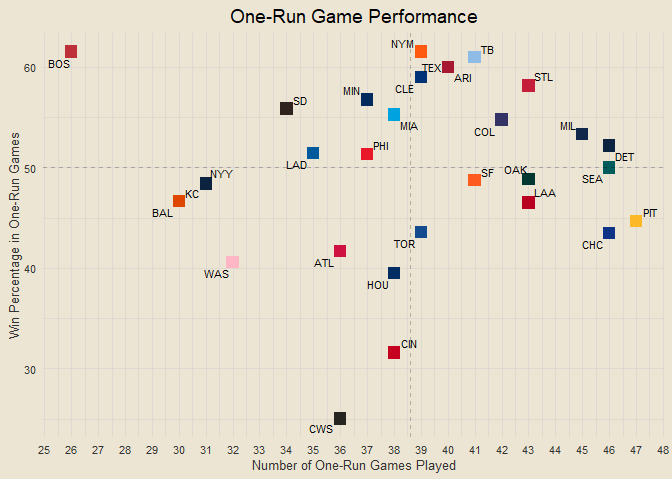 One-Run Game Performance
Win Percentage in One-Run Games
60
50
40
30
BOS
NYM
TB
TEX
ARI
STL
CLE
MIN
SD
MIA
COL
MIL
DET
PHI
LAD
SEA
OAK
SF
LAA
NYY
KC
BAL
PIT
CHC
TOR
ATL
WAS
HOU
CIN
CWS
25 26 27 28 29 30 31 32 33 34 35 36 37 38 39 40 41 42 43 44 45 46 47 48
Number of One-Run Games Played